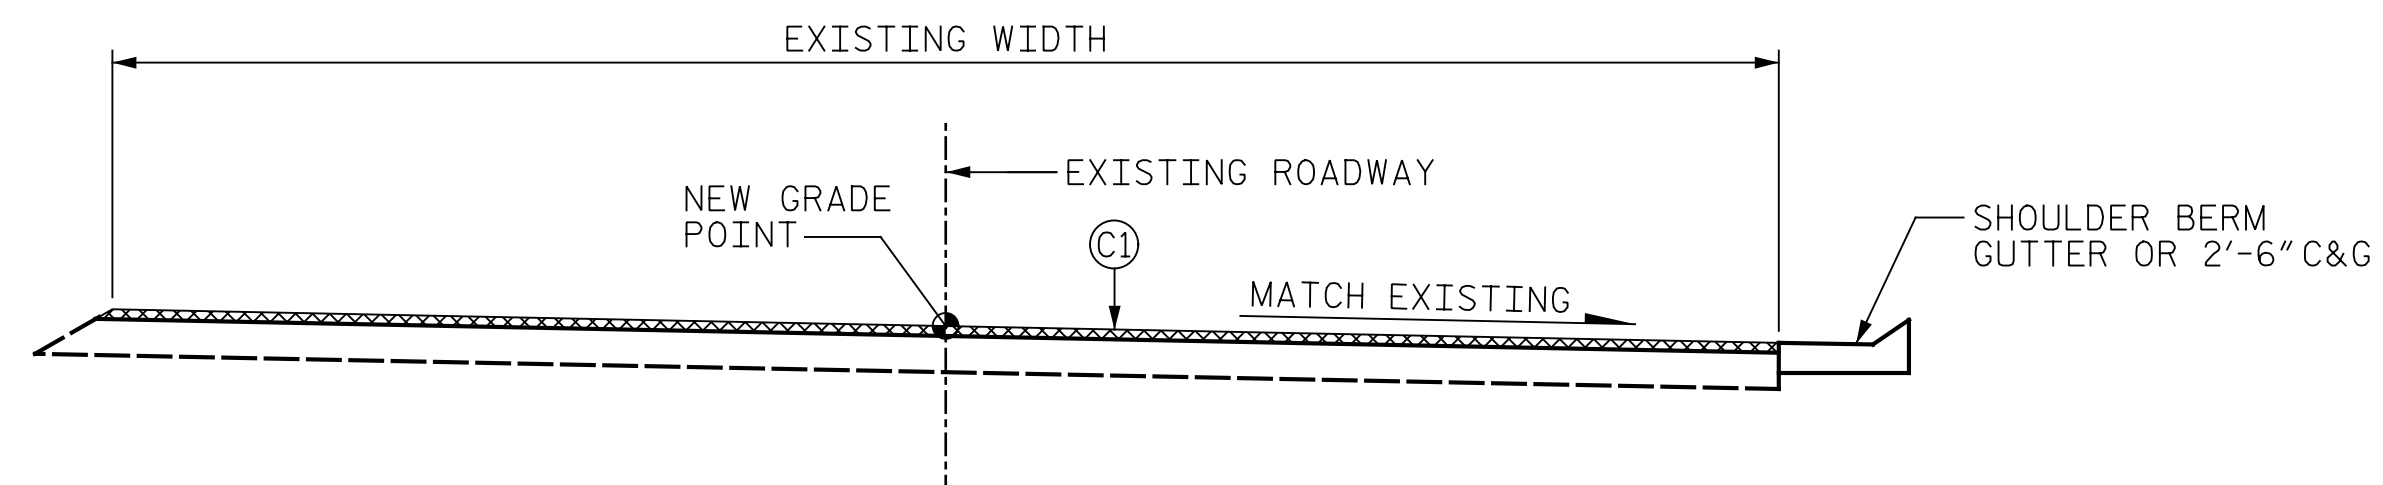 EXISTING WIDTH
EXISTING ROADWAY
NEW GRADE
POINT
C1
SHOULDER BERM
GUTTER OR 2'-6" C&G
MATCH EXISTING